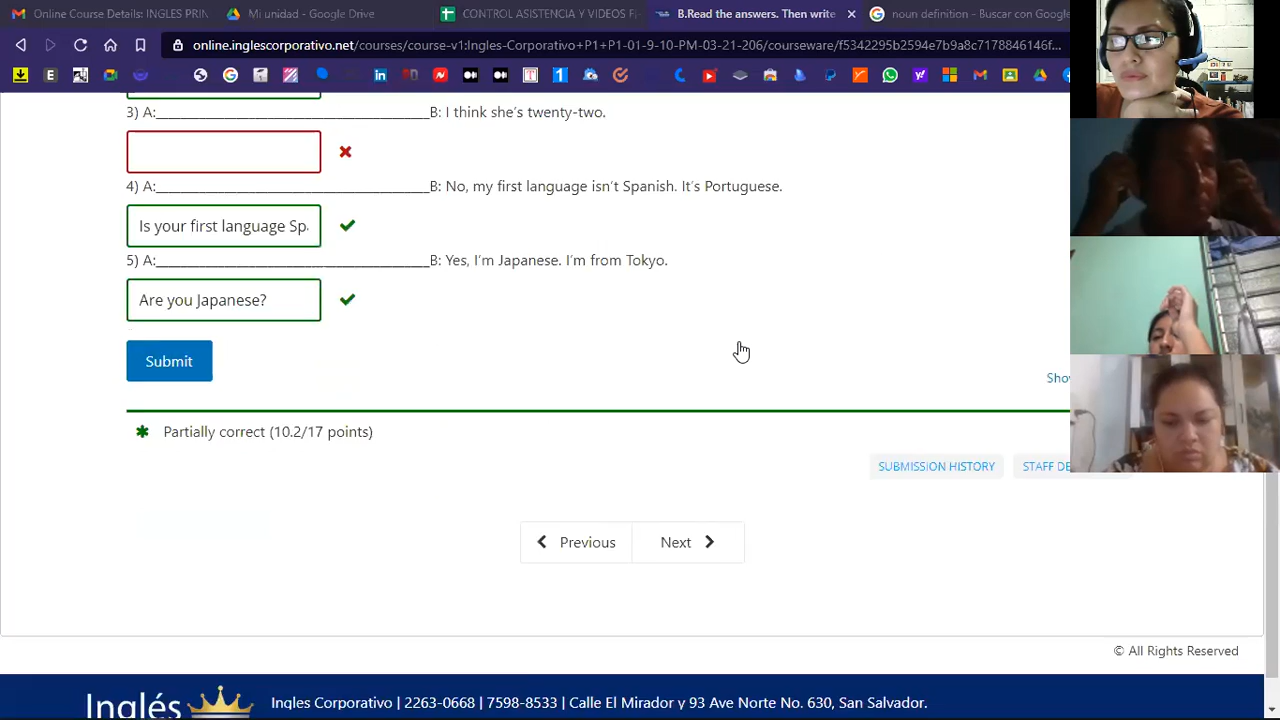 Online Course Details: INGLES PRIN
Mi unidad - Google Drive
CONTROL ASISTENCIA Y VIDEOS F
B.Read the answers. Then write
noun definition - Buscar con Google
online.inglescorporativo.net/courses/course-v1:Ingles-Corporativo+P1+P1-01-9-10-PM-03-21-206/courseware/f5342295b2594e7b9a8c7178846146f...
3) A:___________________________________B: I think she's twenty-two.
4) A:___________________________________B: No, my first language isn't Spanish. It's Portuguese.
Is your first language Sp
5) A:___________________________________B: Yes, I'm Japanese. I'm from Tokyo.
Are you Japanese?
Submit
Sho
Partially correct (10.2/17 points)
SUBMISSION HISTORY
STAFF DE
Previous
Next
© All Rights Reserved
Inglés
Ingles Corporativo | 2263-0668 | 7598-8533 | Calle El Mirador y 93 Ave Norte No. 630, San Salvador.